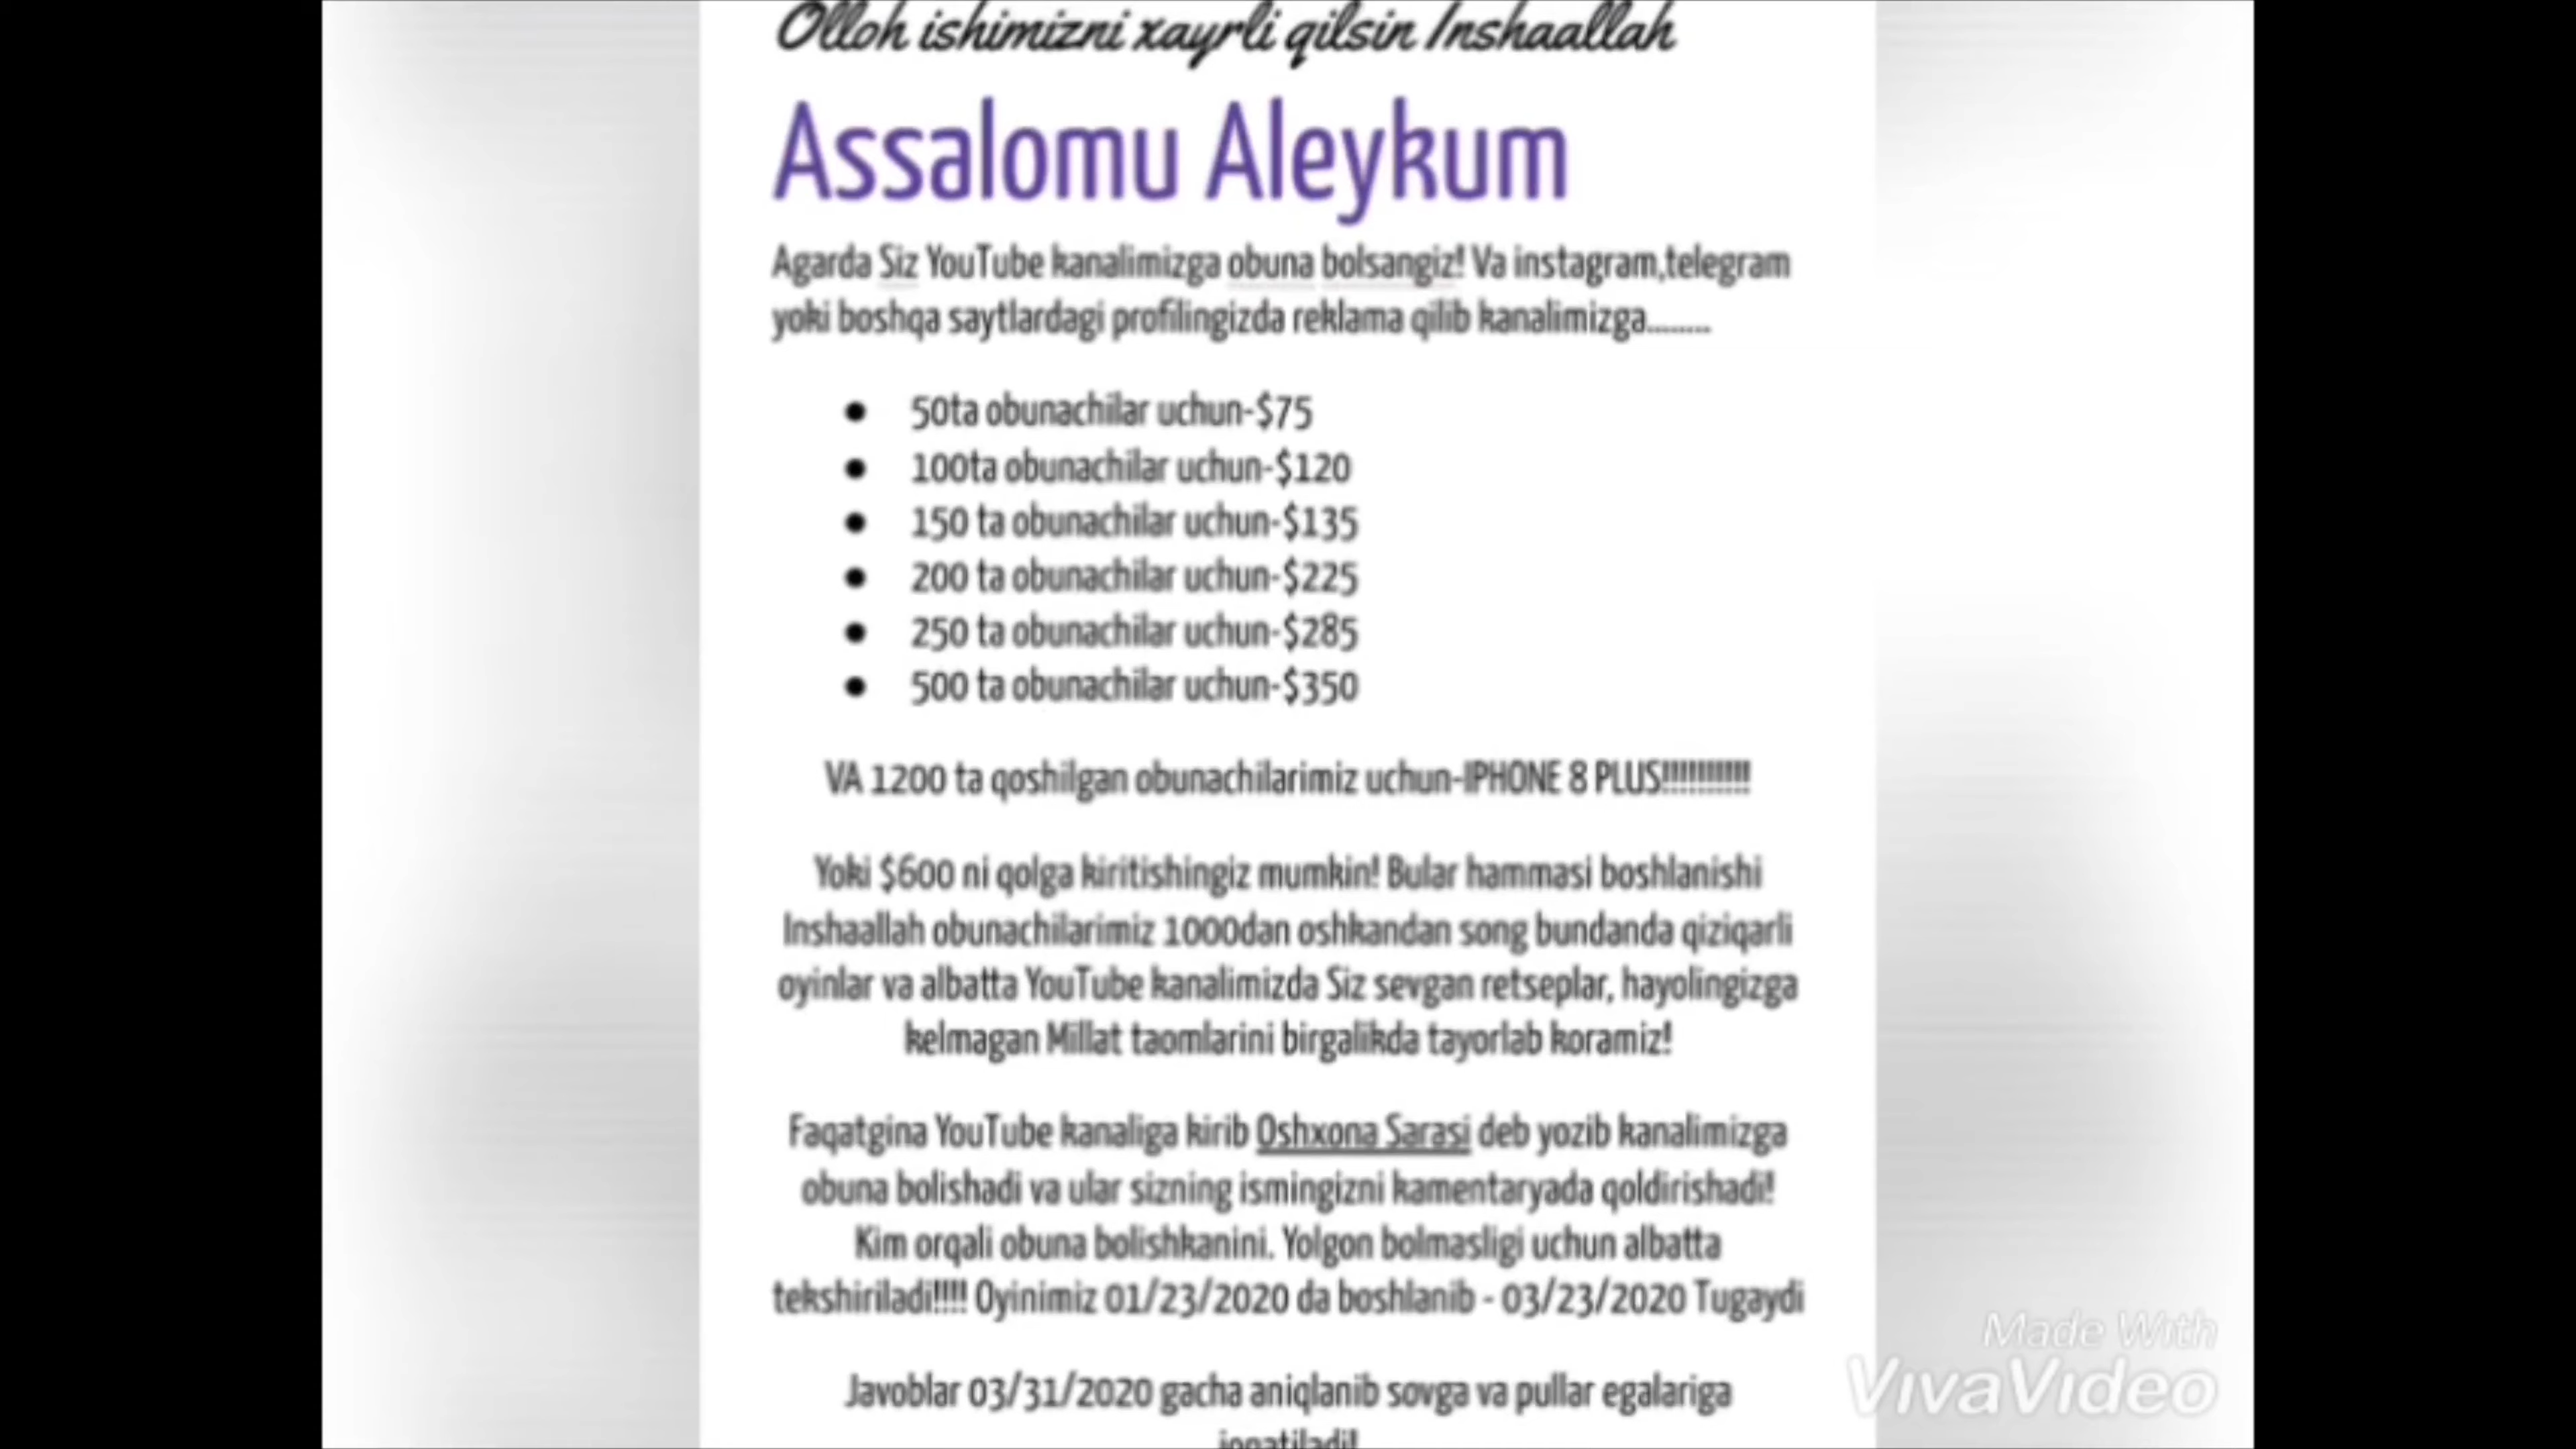 Olloh ishimizni xayrli qilsin Inshaallah
Assalomu Aleykum
Agarda Siz YouTube kanalimizga obuna bolsangiz! Va instagram,telegram
yoki boshqa saytlardagi profilingizda reklama qilib kanalimizga........
● 50ta obunachilar uchun-$75
● 100ta obunachilar uchun-$120
● 150 ta obunachilar uchun-$135
● 200 ta obunachilar uchun-$225
● 250 ta obunachilar uchun-$285
● 500 ta obunachilar uchun-$350
VA 1200 ta qoshilgan obunachilarimiz uchun-IPHONE 8 PLUS!!!!!!!!!!
Yoki $600 ni qolga kiritishingiz mumkin! Bular hammasi boshlanishi
Inshaallah obunachilarimiz 1000dan oshkandan song bundanda qiziqarli
oyinlar va albatta YouTube kanalimizda Siz sevgan retseplar, hayolingizga
kelmagan Millat taomlarini birgalikda tayorlab koramiz!
Faqatgina YouTube kanaliga kirib Oshxona Sarasi deb yozib kanalimizga
obuna bolishadi va ular sizning ismingizni kamentaryada qoldirishadi!
Kim orqali obuna bolishkanini. Yolgon bolmasligi uchun albatta
tekshiriladi!!!! Oyinimiz 01/23/2020 da boshlanib - 03/23/2020 Tugaydi
Javoblar 03/31/2020 gacha aniqlanib sovga va pullar egalariga
jonatiladi!
Made With
VivaVideo